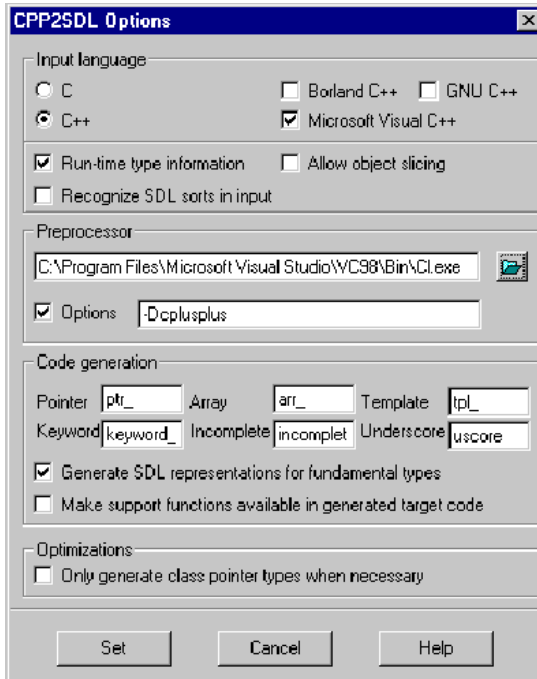 CPP2SDL Options
Input language
C
Borland C++ GNU C++
C++
Microsoft Visual C++
Run-time type information Allow object slicing
Recognize SDL sorts in input
Preprocessor
C:\Program Files\Microsoft Visual Studio\VC98\Bin\Cl.exe
Options -Dcplusplus
Code generation
Pointer ptr_ Array arr_ Template tpl_
Keyword keyword_ Incomplete incomplet Underscore uscore
Generate SDL representations for fundamental types
Make support functions available in generated target code
Optimizations
Only generate class pointer types when necessary
Set Cancel Help